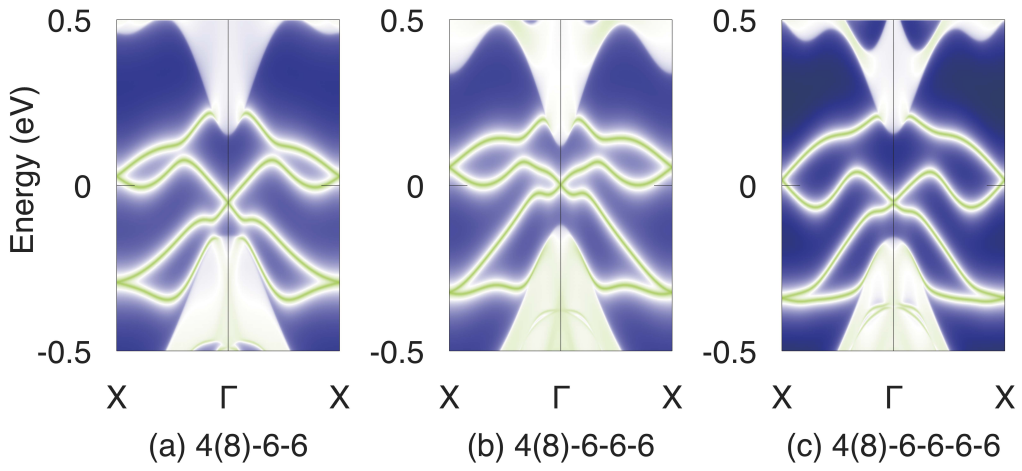 0.5 0.5 0.5
Energy (eV)
0 0 0
-0.5 -0.5 -0.5
X Γ X X Γ X X Γ X
(a) 4(8)-6-6 (b) 4(8)-6-6-6 (c) 4(8)-6-6-6-6